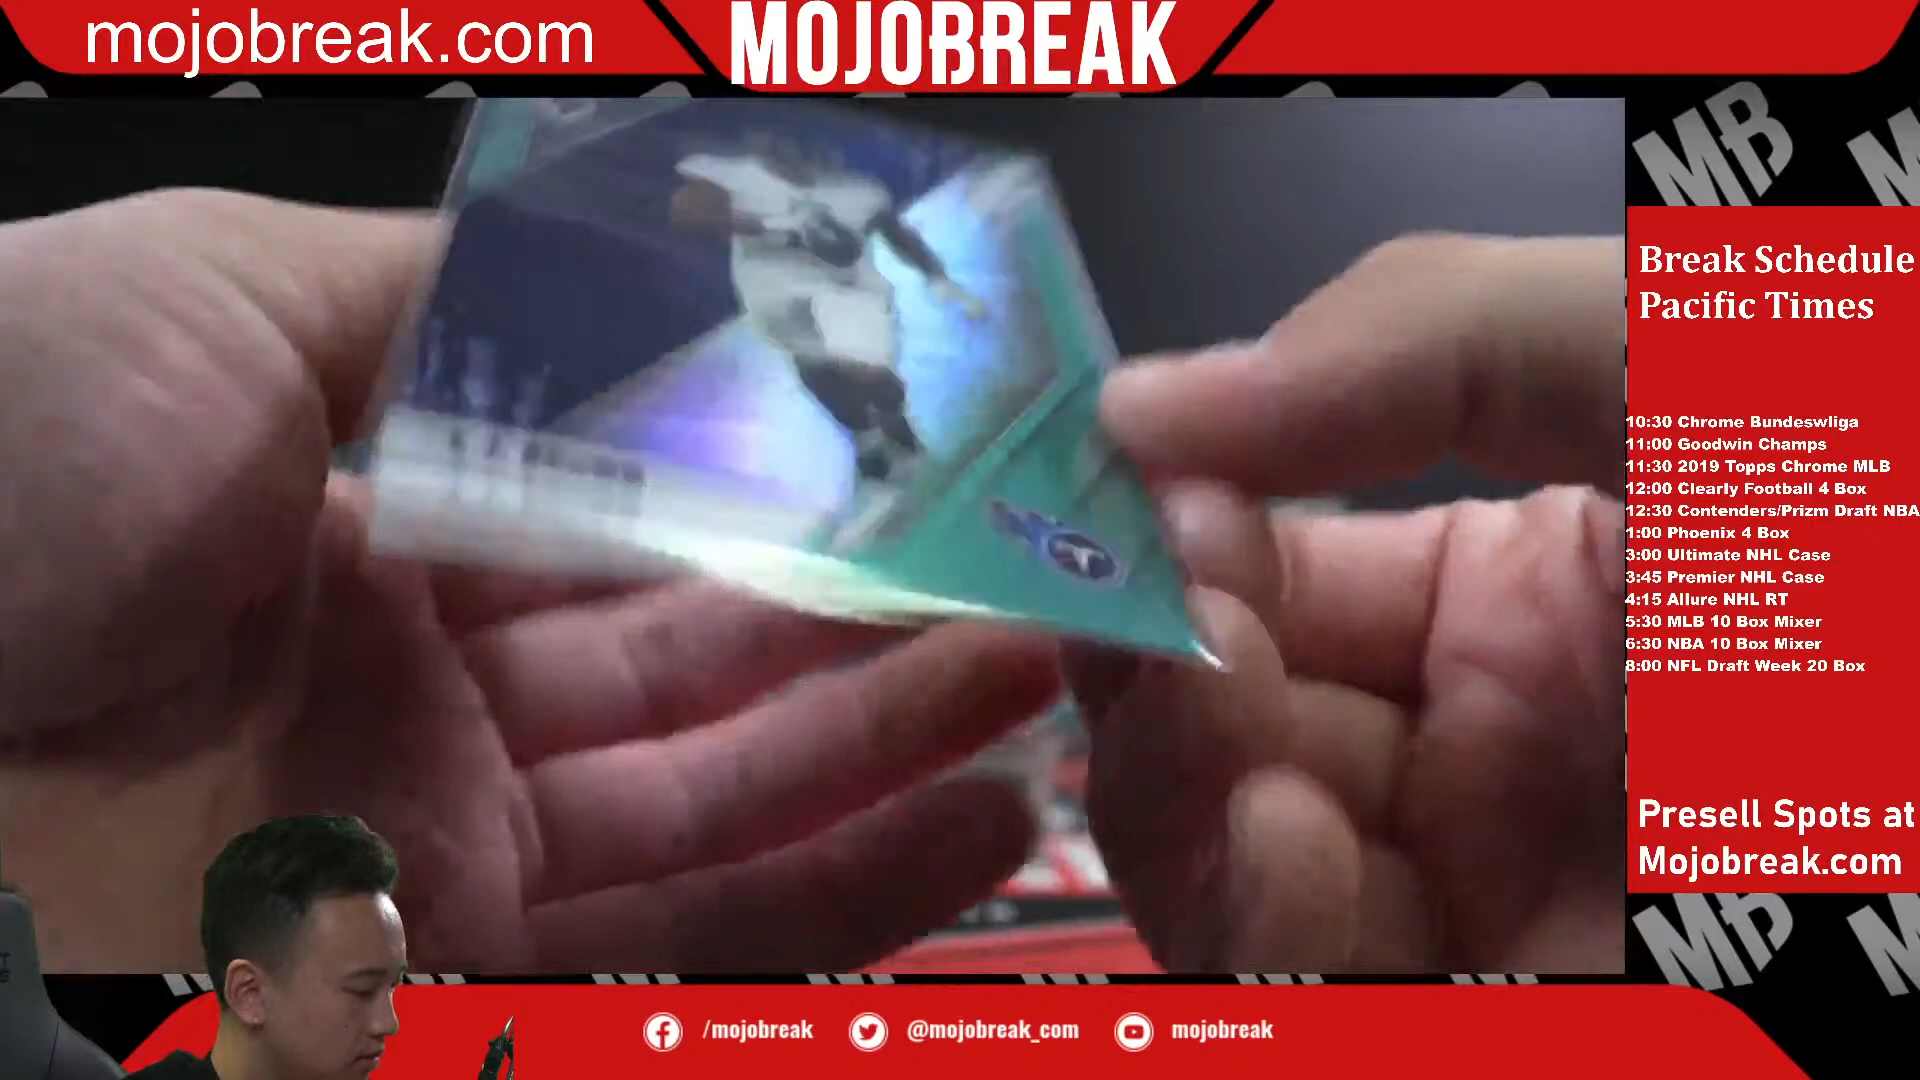 mojobreak.com
MOJOBREAK
MB
Break Schedule
Pacific Times
10:30 Chrome Bundeswliga
11:00 Goodwin Champs
11:30 2019 Topps Chrome MLB
12:00 Clearly Football 4 Box
12:30 Contenders/Prizm Draft NBA
1:00 Phoenix 4 Box
3:00 Ultimate NHL Case
3:45 Premier NHL Case
4:15 Allure NHL RT
5:30 MLB 10 Box Mixer
6:30 NBA 10 Box Mixer
8:00 NFL Draft Week 20 Box
Presell Spots at
Mojobreak.com
MB
/mojobreak
@mojobreak_com
mojobreak